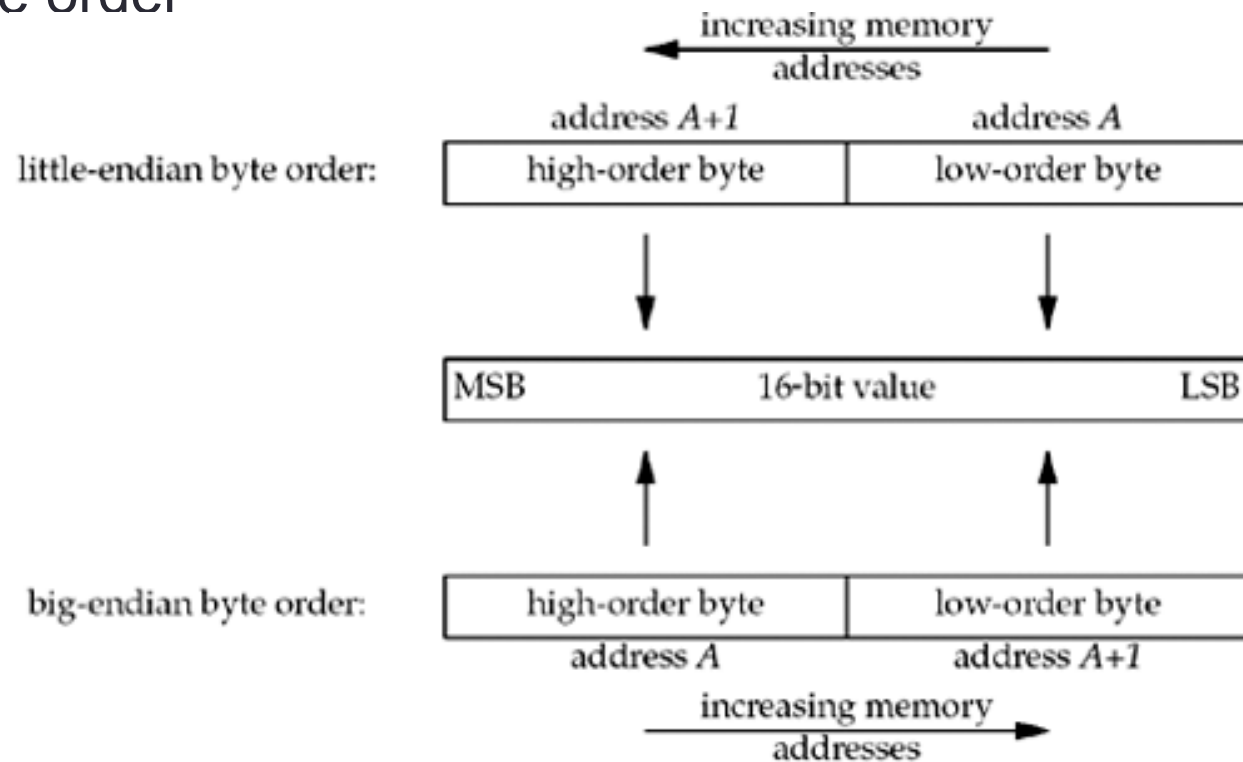 order
increasing memory
addresses
address A+1 address A
little-endian byte order: high-order byte low-order byte
MSB 16-bit value LSB
big-endian byte order: high-order byte low-order byte
address A address A+1
increasing memory
addresses